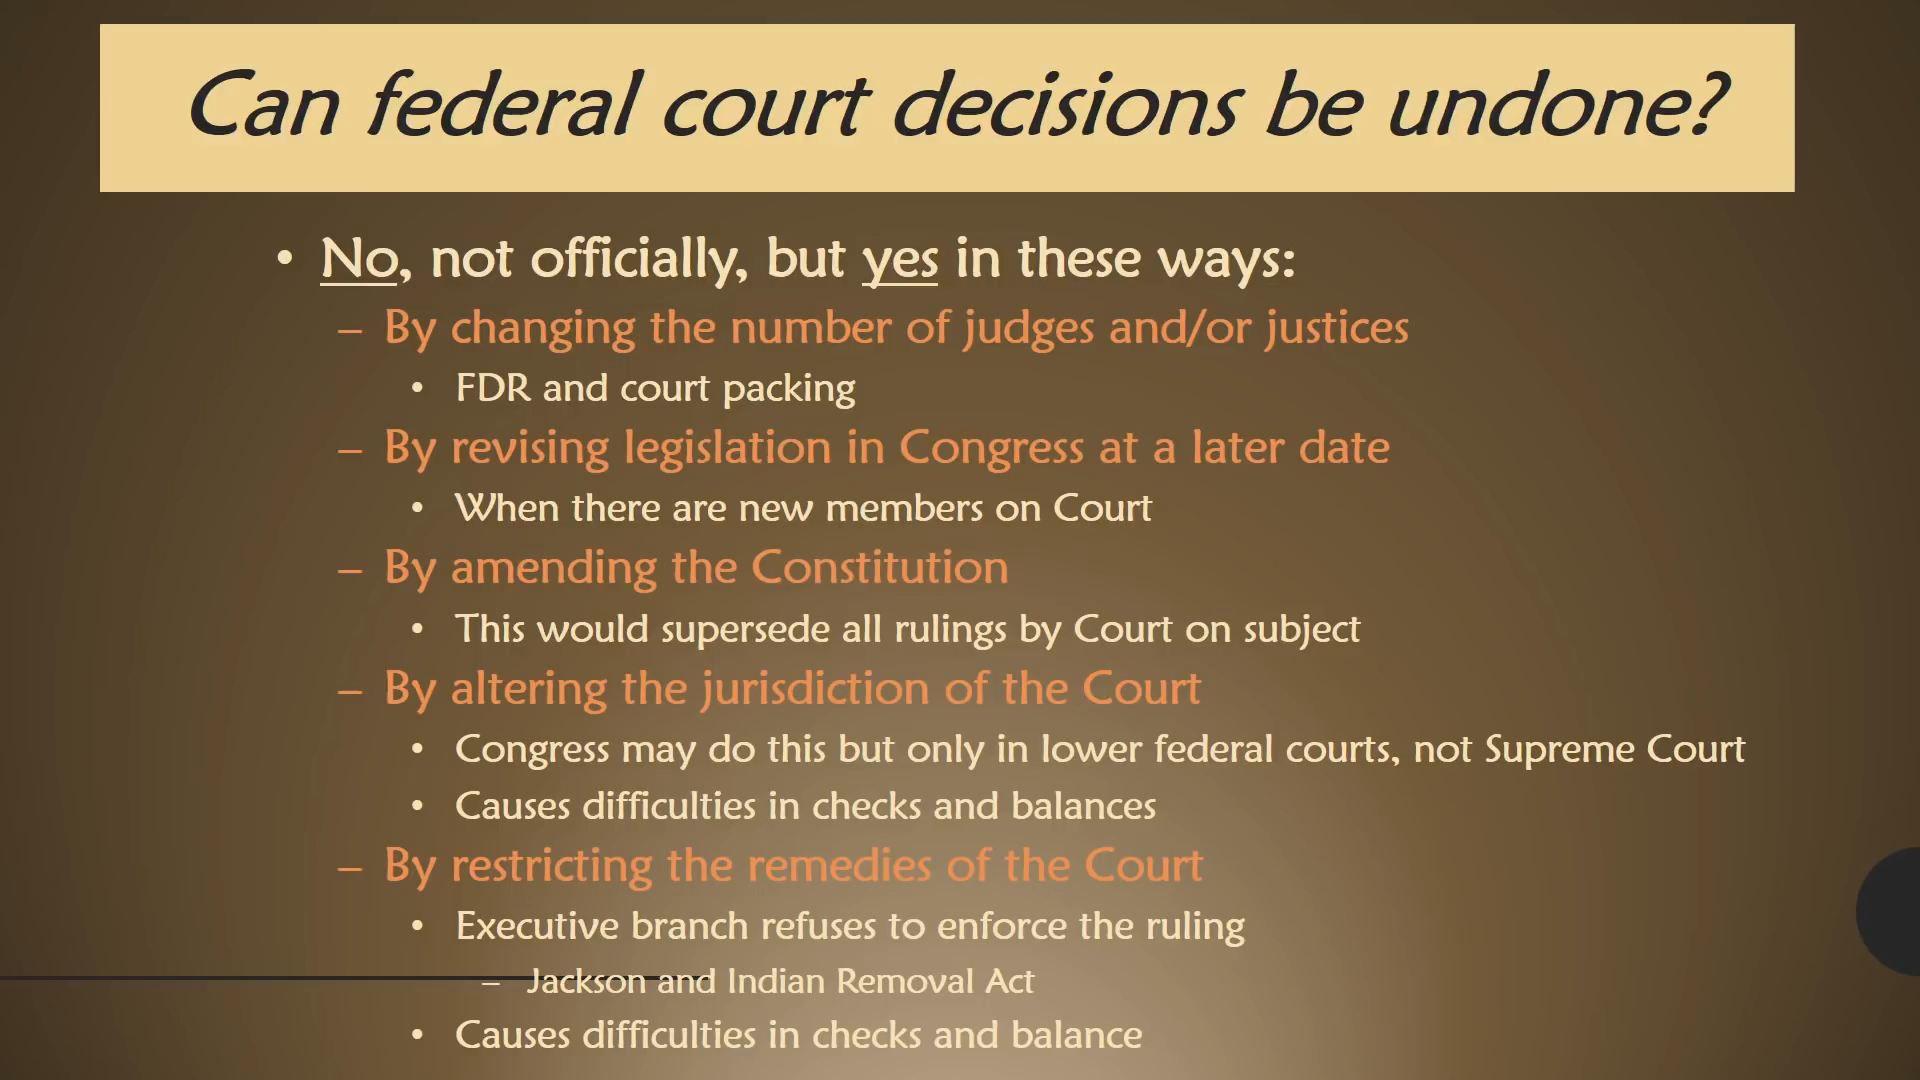 Can federal court decisions be undone?
• No, not officially, but yes in these ways:
– By changing the number of judges and/or justices
• FDR and court packing
– By revising legislation in Congress at a later date
• When there are new members on Court
– By amending the Constitution
• This would supersede all rulings by Court on subject
– By altering the jurisdiction of the Court
• Congress may do this but only in lower federal courts, not Supreme Court
• Causes difficulties in checks and balances
– By restricting the remedies of the Court
• Executive branch refuses to enforce the ruling
– Jackson and Indian Removal Act
• Causes difficulties in checks and balance